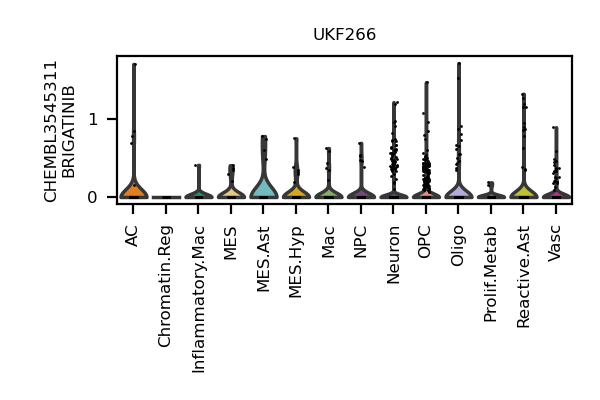 UKF266
CHEMBL3545311
BRIGATINIB
1
0
AC
Chromatin.Reg
Inflammatory.Mac
MES
MES.Ast
MES.Hyp
Mac
NPC
Neuron
OPC
Oligo
Prolif.Metab
Reactive.Ast
Vasc